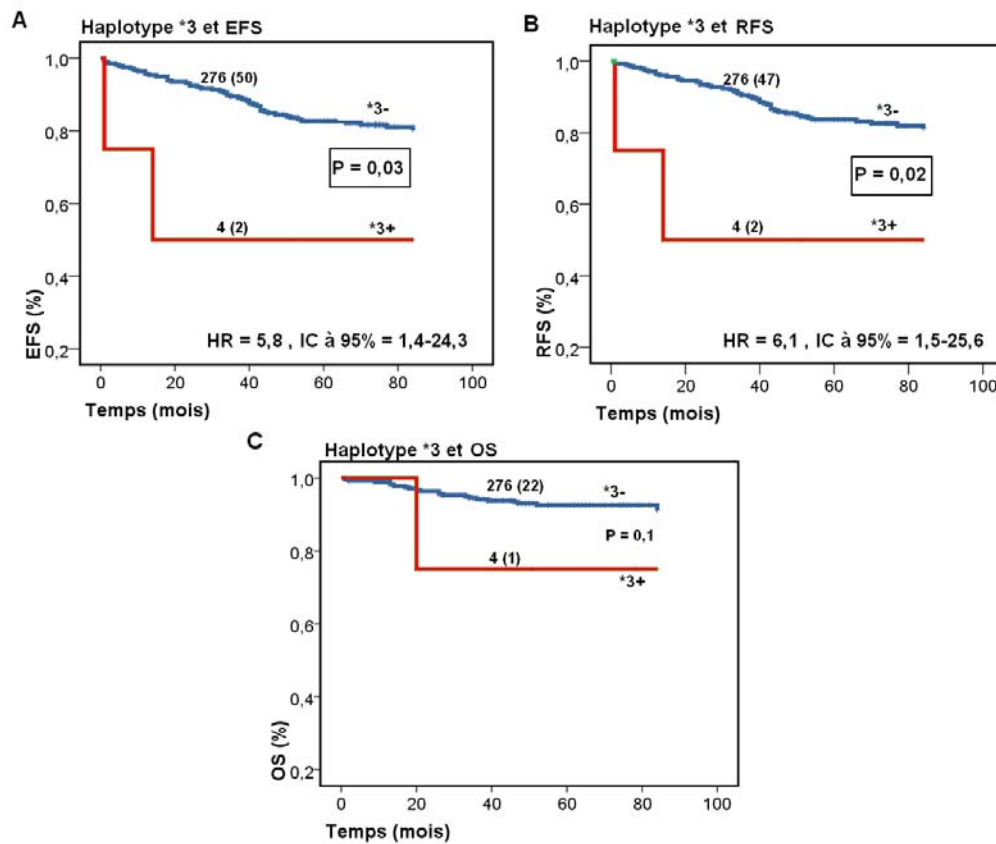 A
Haplotype *3 et EFS
1,0
0,8
0,6
0,4
0,2
276 (50)
*3-
P = 0,03
4 (2)
*3+
HR = 5,8 , IC à 95% = 1,4-24,3
EFS (%)
0 20 40 60 80 100
Temps (mois)
B
Haplotype *3 et RFS
1,0
0,8
0,6
0,4
0,2
276 (47)
*3-
P = 0,02
4 (2)
*3+
HR = 6,1 , IC à 95% = 1,5-25,6
RFS (%)
0 20 40 60 80 100
Temps (mois)
C
Haplotype *3 et OS
1,0
0,8
0,6
0,4
0,2
276 (22)
*3-
P = 0,1
4 (1)
*3+
OS (%)
0 20 40 60 80 100
Temps (mois)